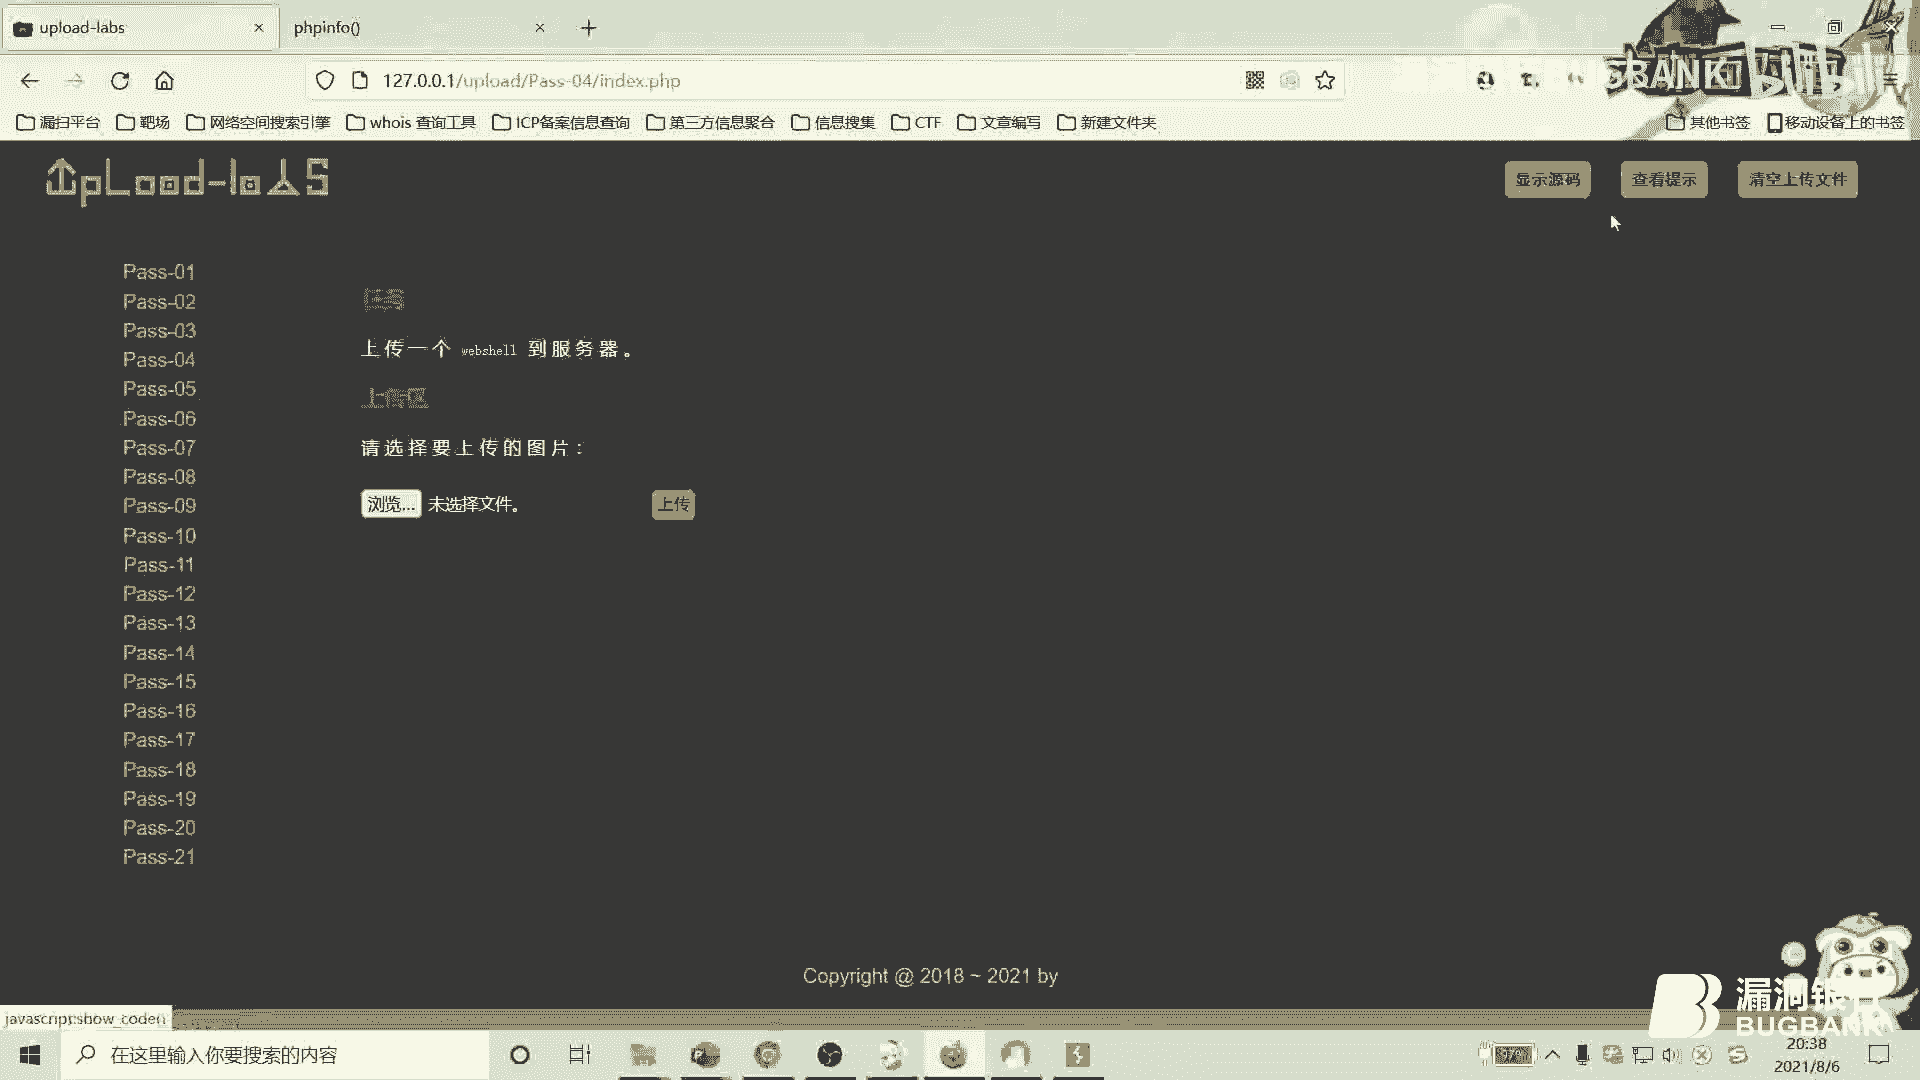 upload-labs
phpinfo()
127.0.0.1/upload/Pass-04/index.php
漏扫平台 靶场 网络空间搜索引擎 whois 查询工具 ICP备案信息查询 第三方信息聚合 信息搜集 CTF 文章编写 新建文件夹 其他书签 移动设备上的书签
UpLoad-labS
显示源码 查看提示 清空上传文件
Pass-01
Pass-02
Pass-03
Pass-04
Pass-05
Pass-06
Pass-07
Pass-08
Pass-09
Pass-10
Pass-11
Pass-12
Pass-13
Pass-14
Pass-15
Pass-16
Pass-17
Pass-18
Pass-19
Pass-20
Pass-21
任务
上传一个 webshell 到服务器。
上传区
请选择要上传的图片：
浏览... 未选择文件。 上传
Copyright @ 2018 ~ 2021 by
javascript:show_code()
漏洞银行
BUGBANK
在这里输入你要搜索的内容
20:38
2021/8/6